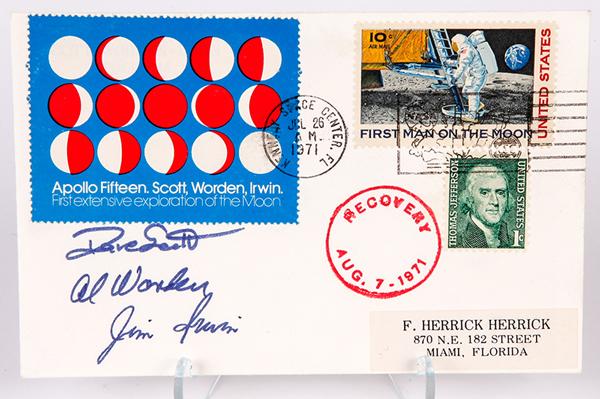 Apollo Fifteen. Scott, Worden, Irwin.
First extensive exploration of the Moon.
KENNEDY SPACE CENTER, FL
JUL 26
A.M.
1971
10c
AIR MAIL
UNITED STATES
FIRST MAN ON THE MOON
THOMAS JEFFERSON
UNITED STATES
1c
RECOVERY
AUG. 7 - 1971
Dave Scott
Al Worden
Jim Irwin
F. HERRICK HERRICK
870 N.E. 182 STREET
MIAMI, FLORIDA